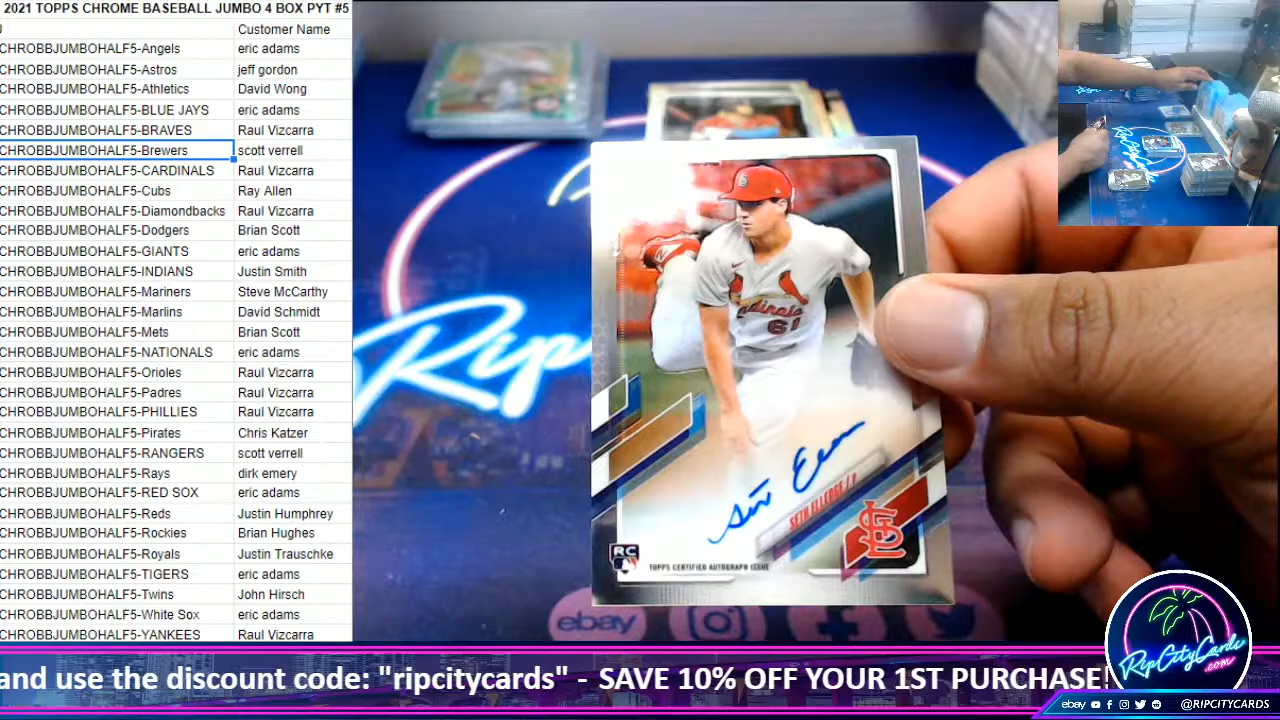 2021 TOPPS CHROME BASEBALL JUMBO 4 BOX PYT #5
Customer Name
CHROBBJUMBOHALF5-Angels eric adams
CHROBBJUMBOHALF5-Astros jeff gordon
CHROBBJUMBOHALF5-Athletics David Wong
CHROBBJUMBOHALF5-BLUE JAYS eric adams
CHROBBJUMBOHALF5-BRAVES Raul Vizcarra
CHROBBJUMBOHALF5-Brewers scott verrell
CHROBBJUMBOHALF5-CARDINALS Raul Vizcarra
CHROBBJUMBOHALF5-Cubs Ray Allen
CHROBBJUMBOHALF5-Diamondbacks Raul Vizcarra
CHROBBJUMBOHALF5-Dodgers Brian Scott
CHROBBJUMBOHALF5-GIANTS eric adams
CHROBBJUMBOHALF5-INDIANS Justin Smith
CHROBBJUMBOHALF5-Mariners Steve McCarthy
CHROBBJUMBOHALF5-Marlins David Schmidt
CHROBBJUMBOHALF5-Mets Brian Scott
CHROBBJUMBOHALF5-NATIONALS eric adams
CHROBBJUMBOHALF5-Orioles Raul Vizcarra
CHROBBJUMBOHALF5-Padres Raul Vizcarra
CHROBBJUMBOHALF5-PHILLIES Raul Vizcarra
CHROBBJUMBOHALF5-Pirates Chris Katzer
CHROBBJUMBOHALF5-RANGERS scott verrell
CHROBBJUMBOHALF5-Rays dirk emery
CHROBBJUMBOHALF5-RED SOX eric adams
CHROBBJUMBOHALF5-Reds Justin Humphrey
CHROBBJUMBOHALF5-Rockies Brian Hughes
CHROBBJUMBOHALF5-Royals Justin Trauschke
CHROBBJUMBOHALF5-TIGERS eric adams
CHROBBJUMBOHALF5-Twins John Hirsch
CHROBBJUMBOHALF5-White Sox eric adams
CHROBBJUMBOHALF5-YANKEES Raul Vizcarra
Rip
Cardinals
SETH ELLEDGE / P
STL
RC
TOPPS CERTIFIED AUTOGRAPH ISSUE
ebay
and use the discount code: "ripcitycards" - SAVE 10% OFF YOUR 1ST PURCHASE!
RipCityCards
.com
ebay @RIPCITYCARDS